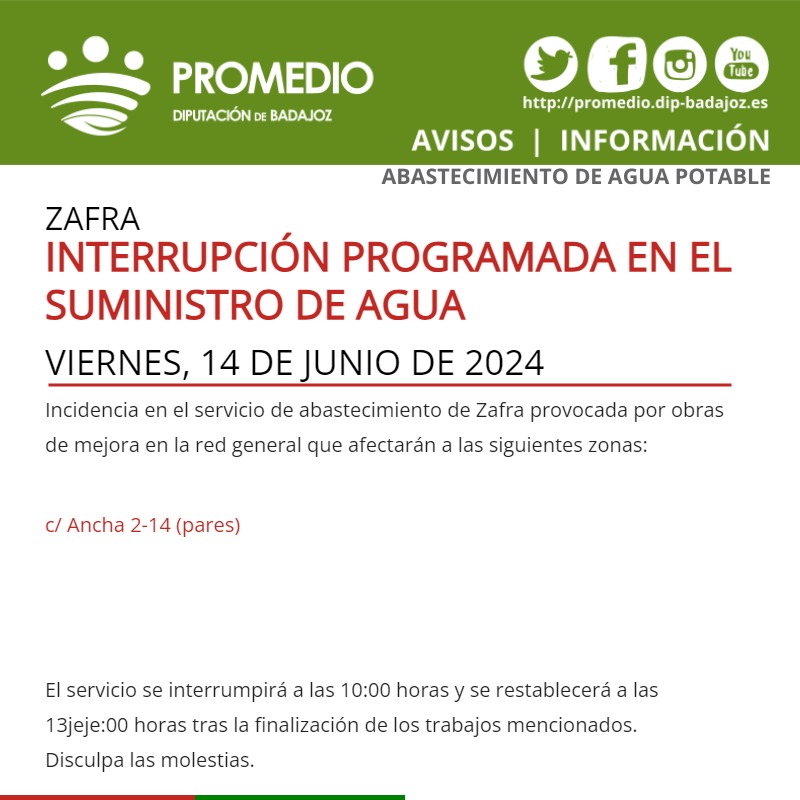 PROMEDIO
DIPUTACIÓN DE BADAJOZ
You
Tube
http://promedio.dip-badajoz.es
AVISOS | INFORMACIÓN
ABASTECIMIENTO DE AGUA POTABLE
ZAFRA
INTERRUPCIÓN PROGRAMADA EN EL
SUMINISTRO DE AGUA
VIERNES, 14 DE JUNIO DE 2024
Incidencia en el servicio de abastecimiento de Zafra provocada por obras
de mejora en la red general que afectarán a las siguientes zonas:
c/ Ancha 2-14 (pares)
El servicio se interrumpirá a las 10:00 horas y se restablecerá a las
13jeje:00 horas tras la finalización de los trabajos mencionados.
Disculpa las molestias.